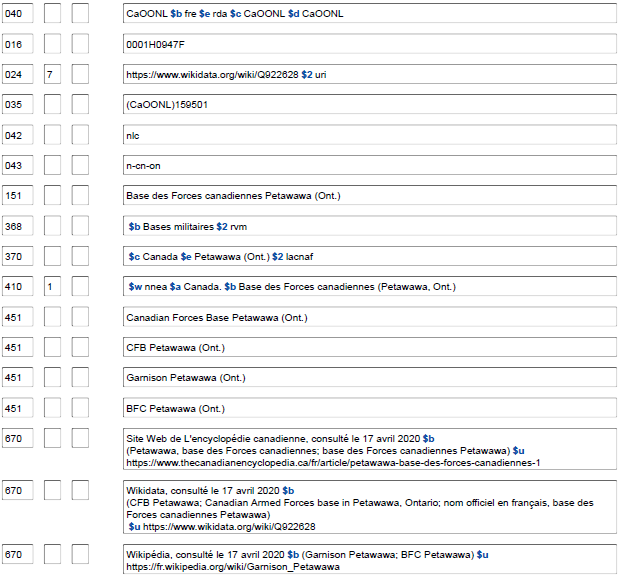 040 CaOONL $b fre $e rda $c CaOONL $d CaOONL
016 0001H0947F
024 7 https://www.wikidata.org/wiki/Q922628 $2 uri
035 (CaOONL)159501
042 nlc
043 n-cn-on
151 Base des Forces canadiennes Petawawa (Ont.)
368 $b Bases militaires $2 rvm
370 $c Canada $e Petawawa (Ont.) $2 lacnaf
410 1 $w nnea $a Canada. $b Base des Forces canadiennes (Petawawa, Ont.)
451 Canadian Forces Base Petawawa (Ont.)
451 CFB Petawawa (Ont.)
451 Garnison Petawawa (Ont.)
451 BFC Petawawa (Ont.)
670 Site Web de L'encyclopédie canadienne, consulté le 17 avril 2020 $b
(Petawawa, base des Forces canadiennes; base des Forces canadiennes Petawawa) $u
https://www.thecanadianencyclopedia.ca/fr/article/petawawa-base-des-forces-canadiennes-1
670 Wikidata, consulté le 17 avril 2020 $b
(CFB Petawawa; Canadian Armed Forces base in Petawawa, Ontario; nom officiel en français, base des
Forces canadiennes Petawawa)
$u https://www.wikidata.org/wiki/Q922628
670 Wikipédia, consulté le 17 avril 2020 $b (Garnison Petawawa; BFC Petawawa) $u
https://fr.wikipedia.org/wiki/Garnison_Petawawa